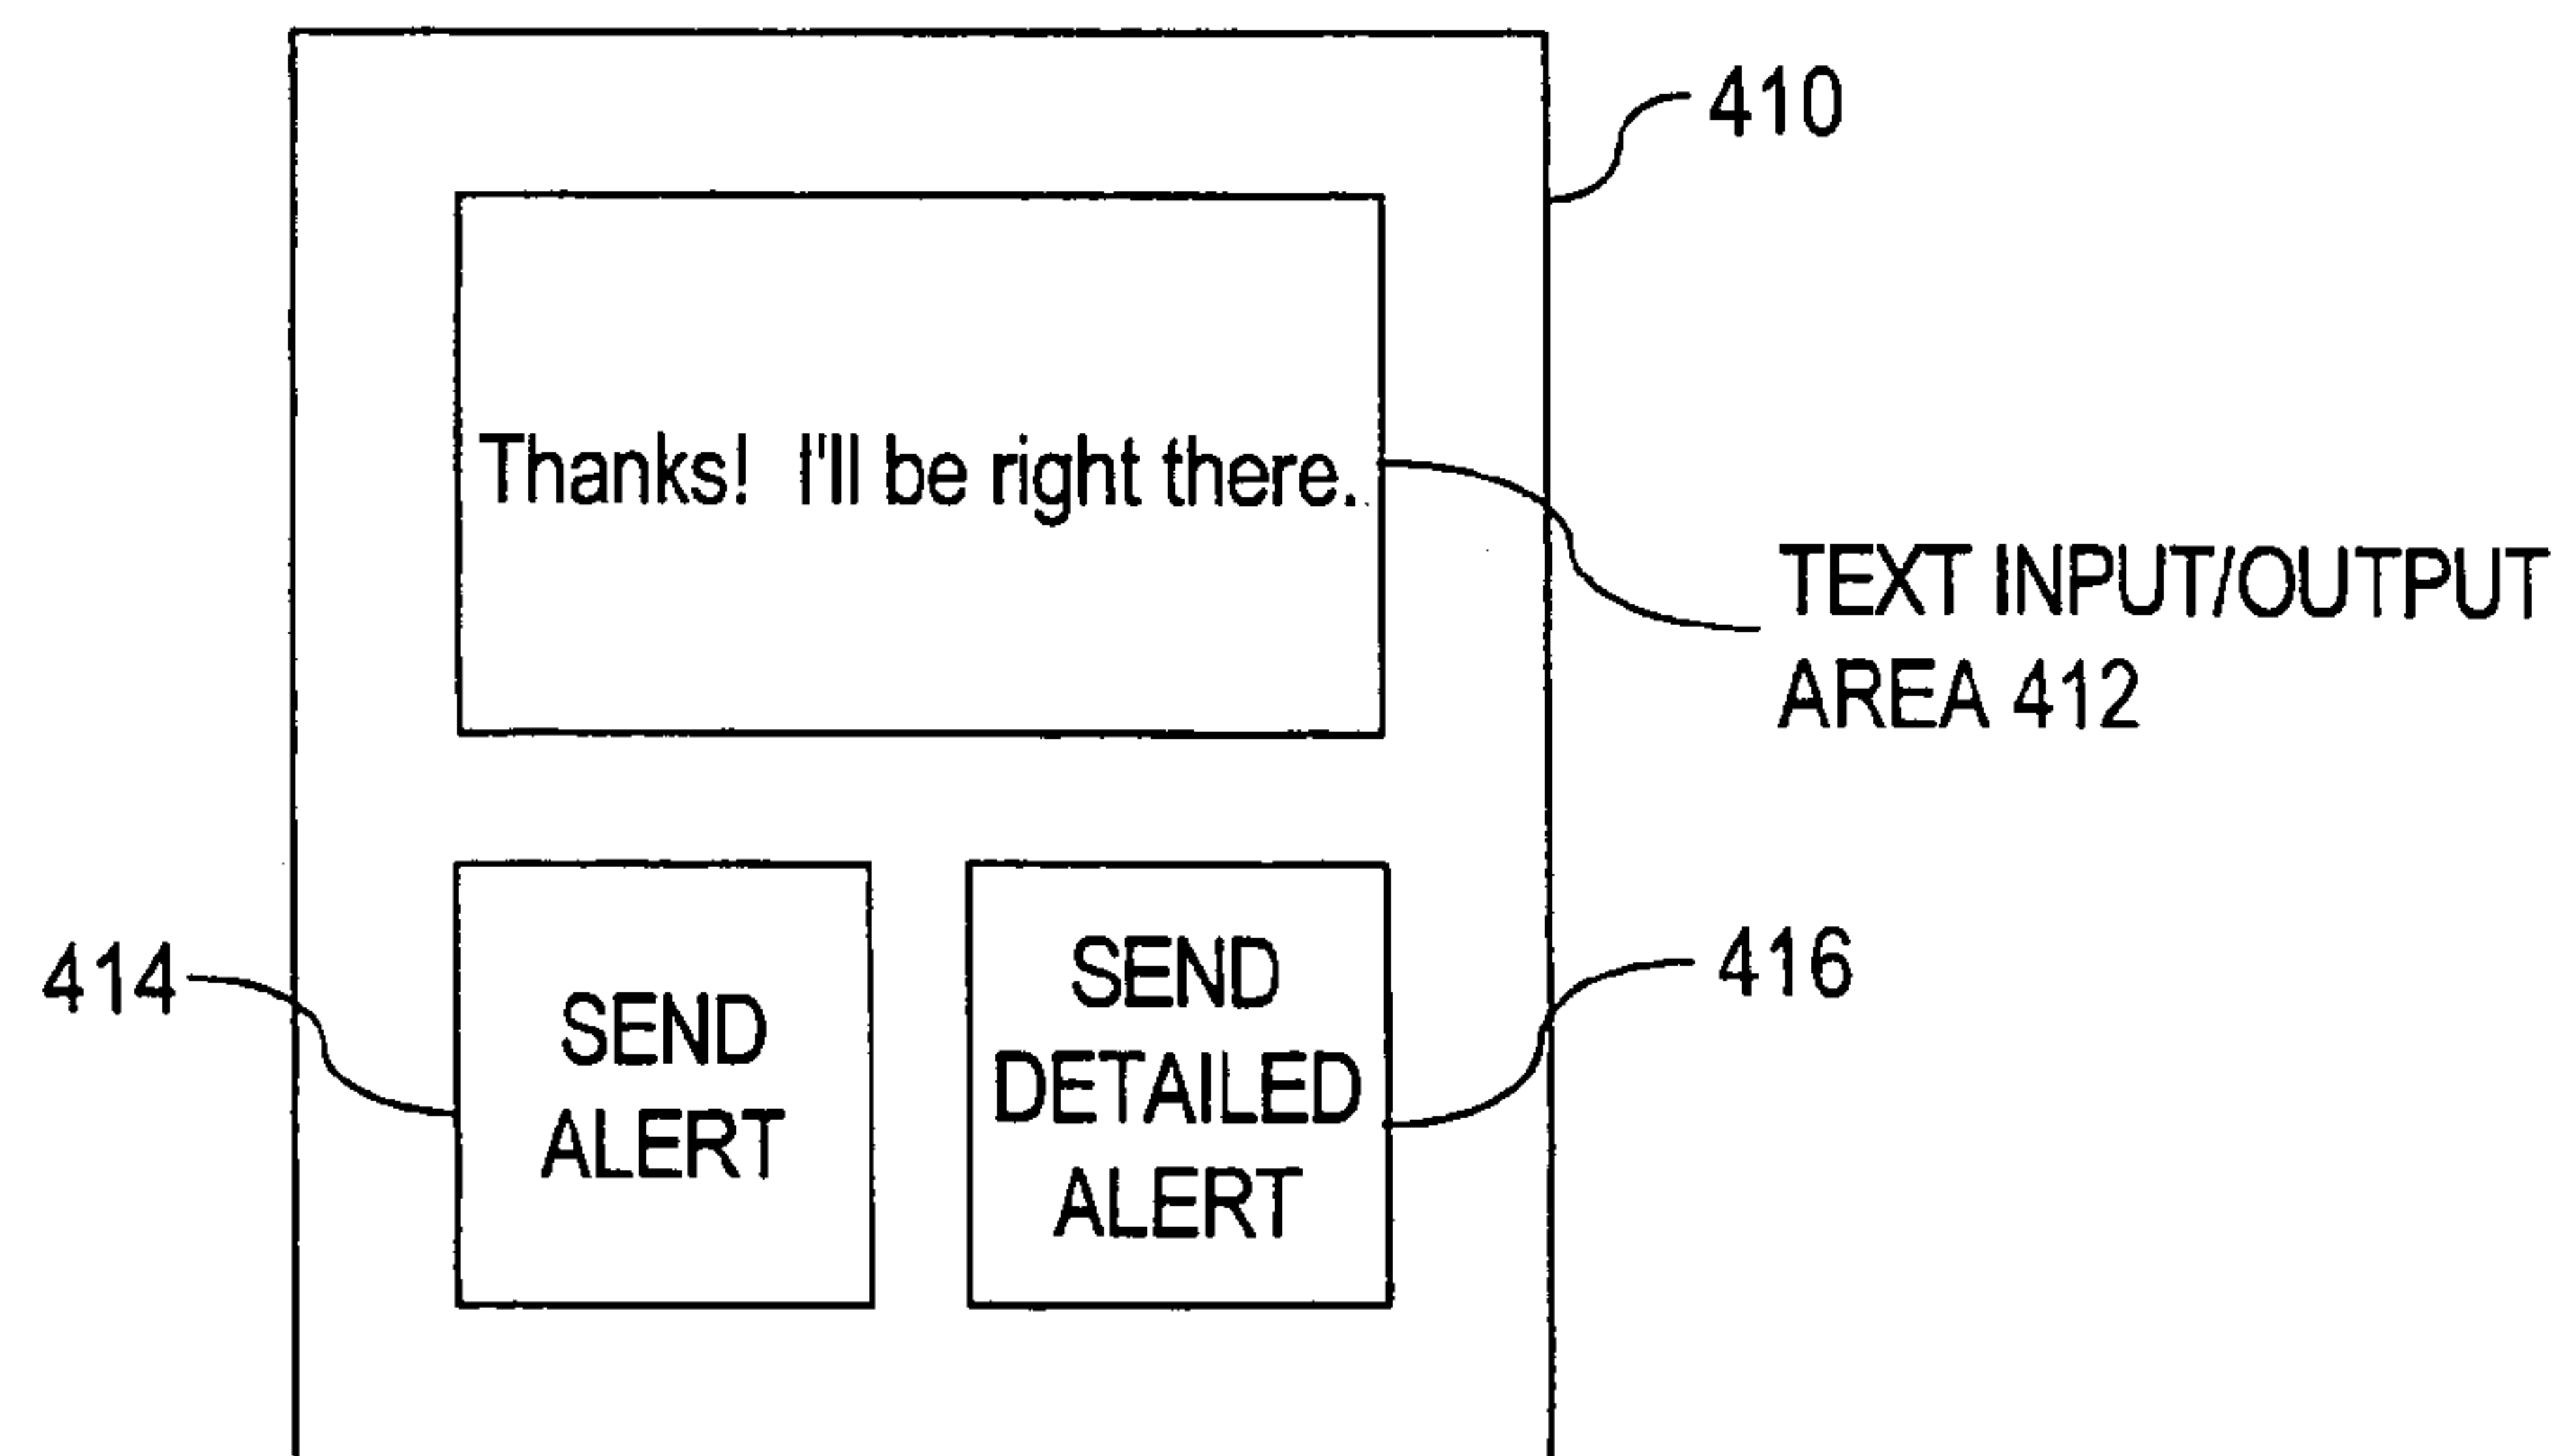 410
Thanks! I'll be right there.
TEXT INPUT/OUTPUT
AREA 412
414
SEND
ALERT
SEND
DETAILED
ALERT
416